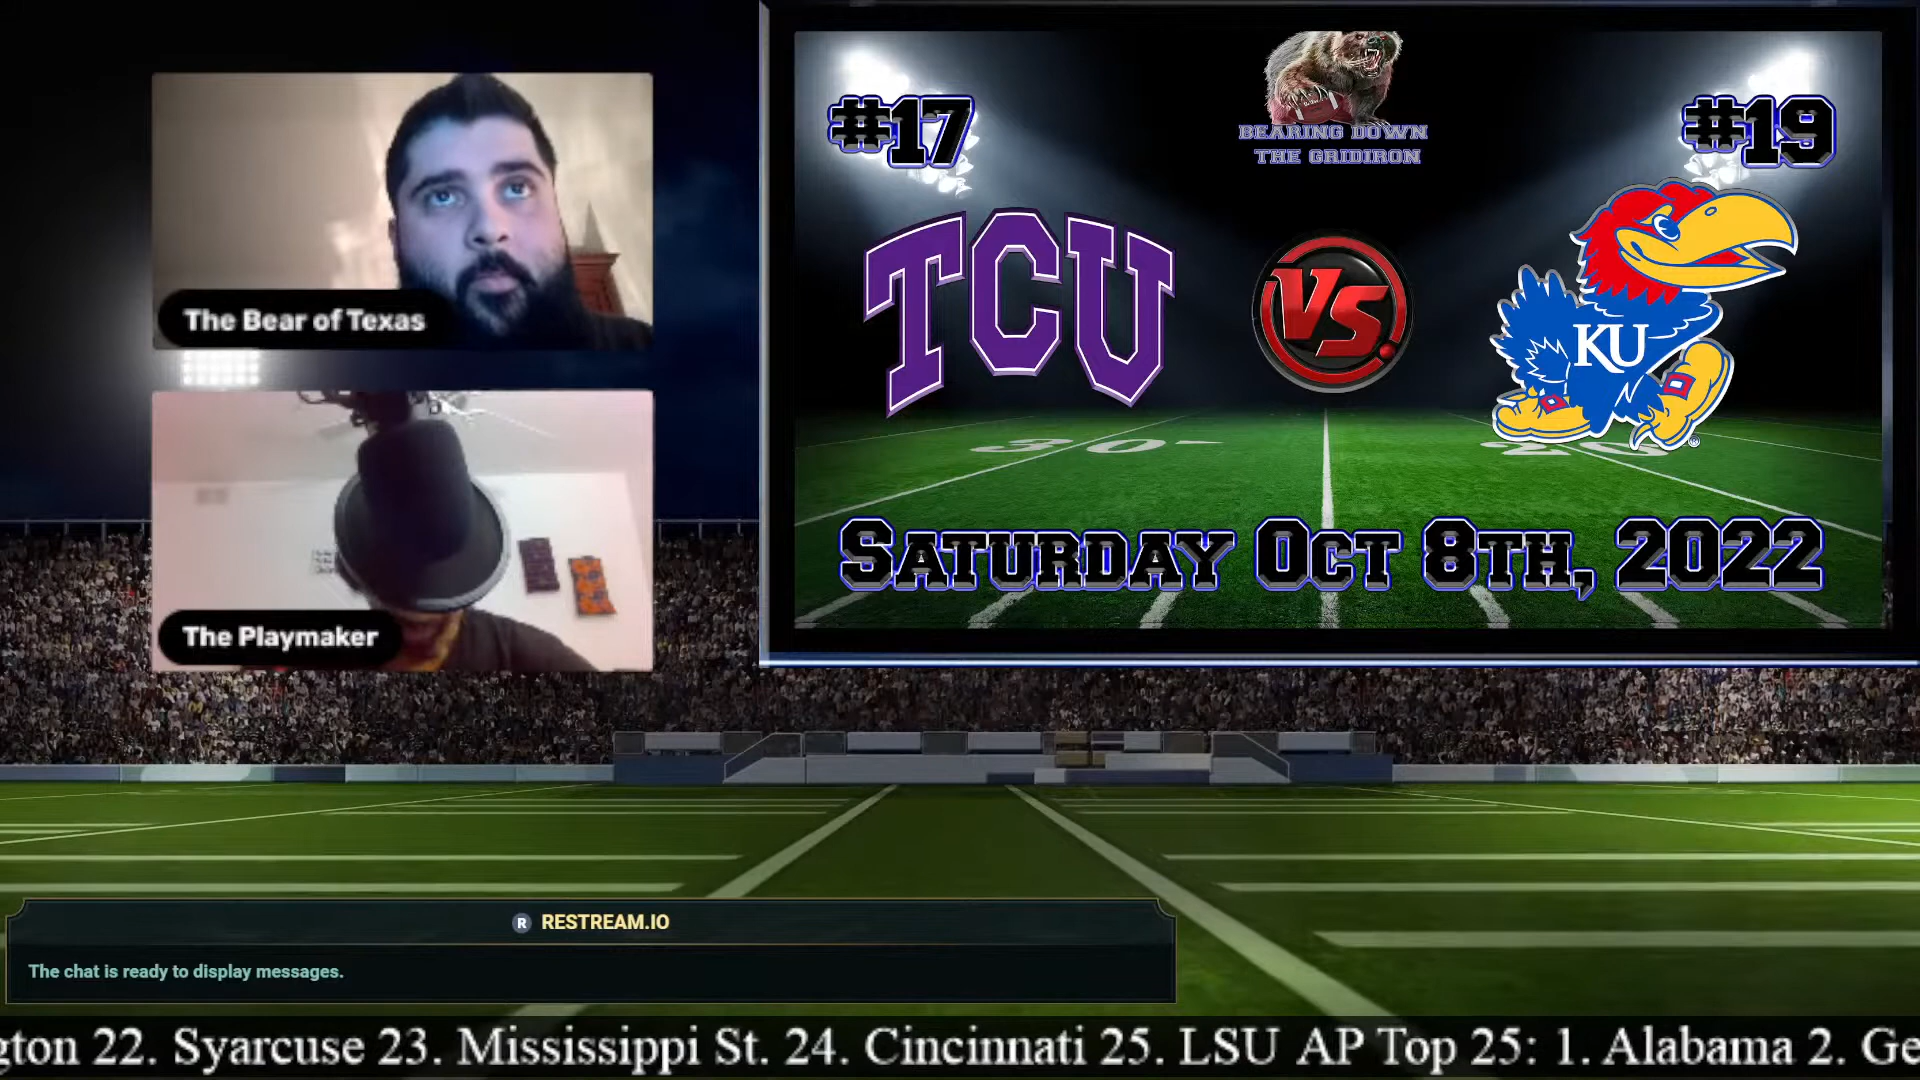 The Bear of Texas
The Playmaker
#17
BEARING DOWN
THE GRIDIRON
#19
TCU
VS.
KU
30
20
SATURDAY OCT 8TH, 2022
R RESTREAM.IO
The chat is ready to display messages.
gton 22. Syarcuse 23. Mississippi St. 24. Cincinnati 25. LSU AP Top 25: 1. Alabama 2. Ge